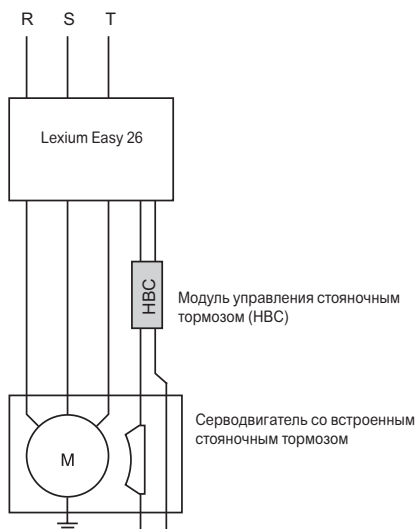 R S T
Lexium Easy 26
HBC
Модуль управления стояночным
тормозом (HBC)
Серводвигатель со встроенным
стояночным тормозом
M